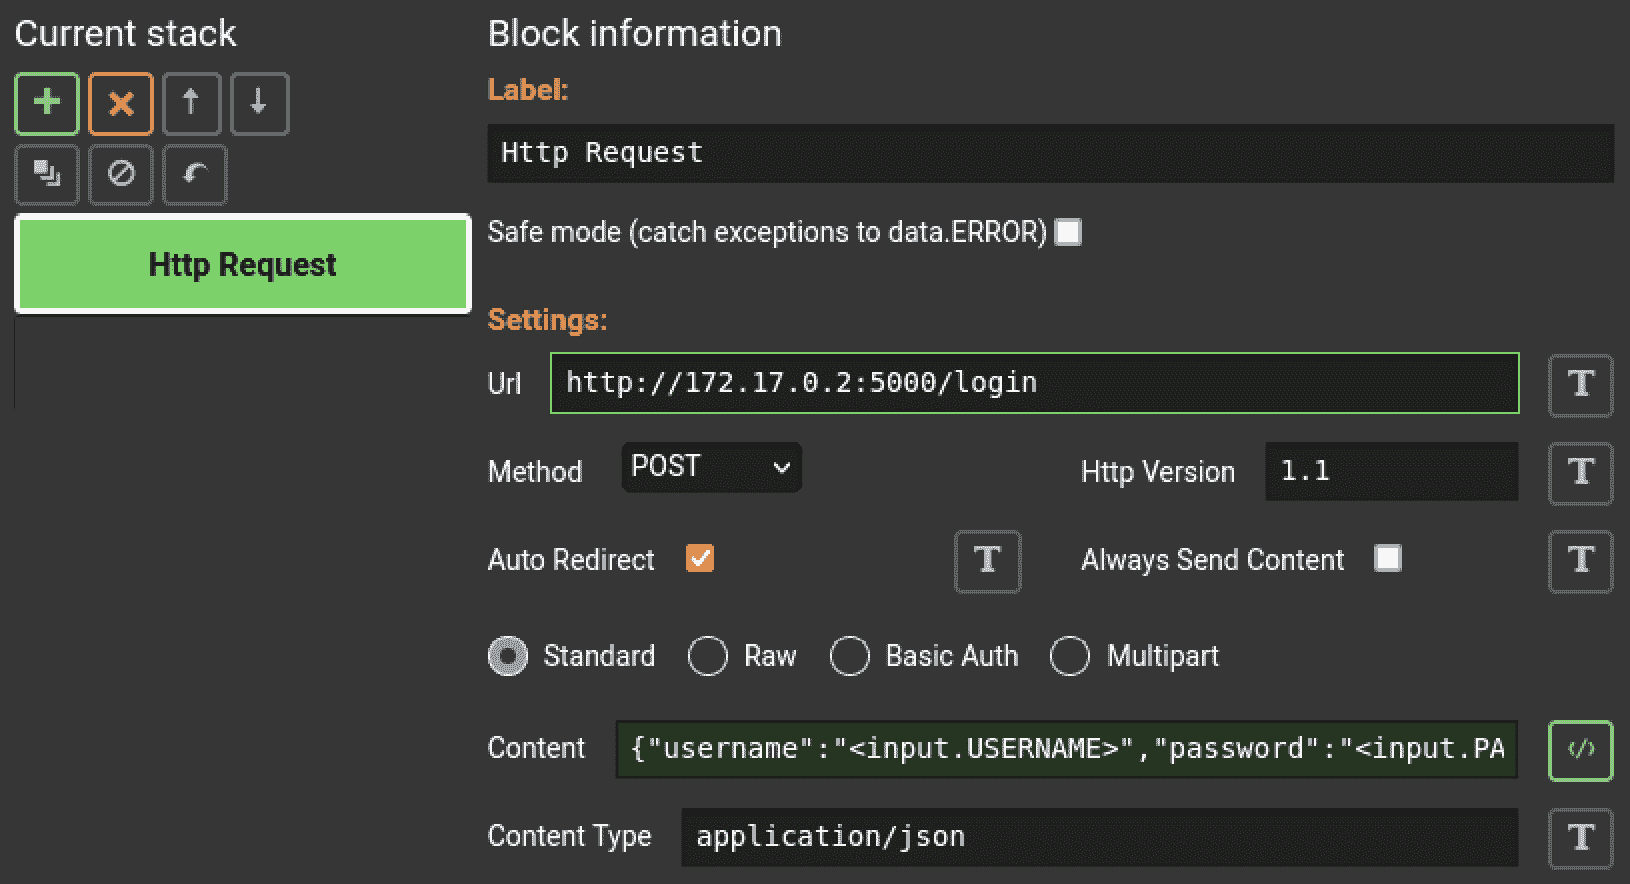 Current stack
Block information
Label:
Http Request
Safe mode (catch exceptions to data.ERROR)
Http Request
Settings:
Url http://172.17.0.2:5000/login T
Method POST Http Version 1.1 T
Auto Redirect T Always Send Content T
Standard Raw Basic Auth Multipart
Content {"username":"<input.USERNAME>","password":"<input.PA </>
Content Type application/json T